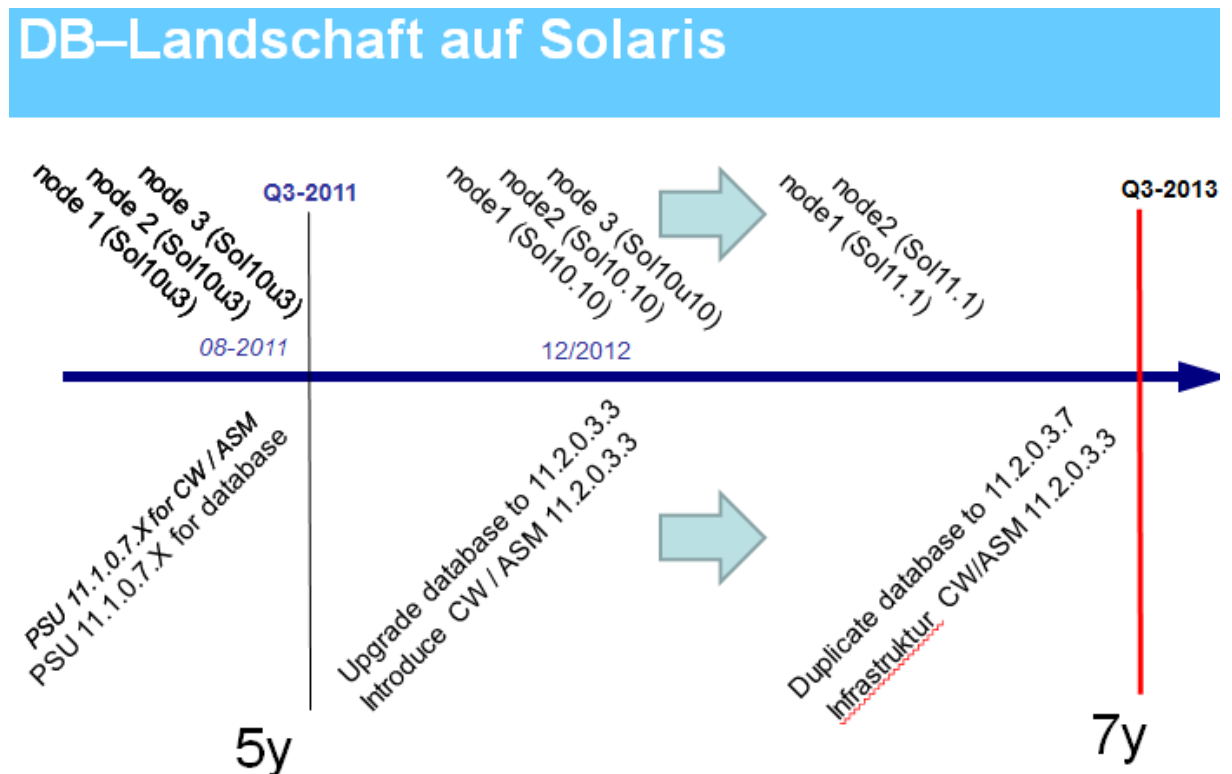 DB–Landschaft auf Solaris
node 1 (Sol10u3)
node 2 (Sol10u3)
node 3 (Sol10u3)
Q3-2011
node1 (Sol10.10)
node2 (Sol10.10)
node 3 (Sol10u10)
node1 (Sol11.1)
node2 (Sol11.1)
Q3-2013
08-2011
12/2012
PSU 11.1.0.7.X for CW / ASM
PSU 11.1.0.7.X for database
Upgrade database to 11.2.0.3.3
Introduce CW / ASM 11.2.0.3.3
Duplicate database to 11.2.0.3.7
Infrastruktur CW/ASM 11.2.0.3.3
5y
7y